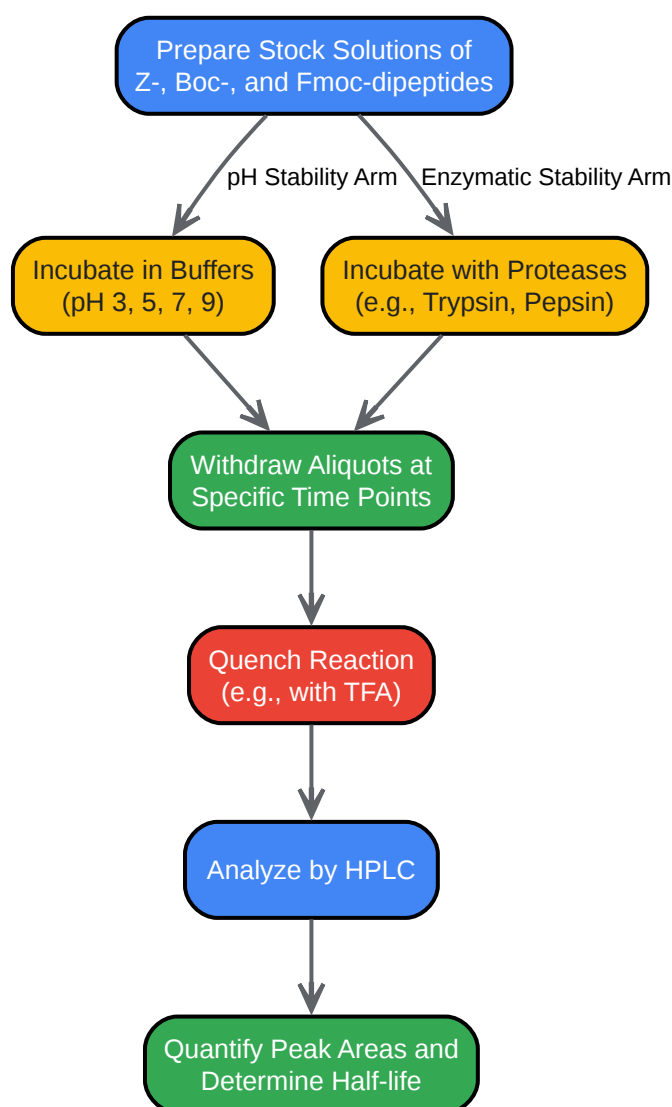 Prepare Stock Solutions of
Z-, Boc-, and Fmoc-dipeptides
pH Stability Arm
Enzymatic Stability Arm
Incubate in Buffers
(pH 3, 5, 7, 9)
Incubate with Proteases
(e.g., Trypsin, Pepsin)
Withdraw Aliquots at
Specific Time Points
Quench Reaction
(e.g., with TFA)
Analyze by HPLC
Quantify Peak Areas and
Determine Half-life